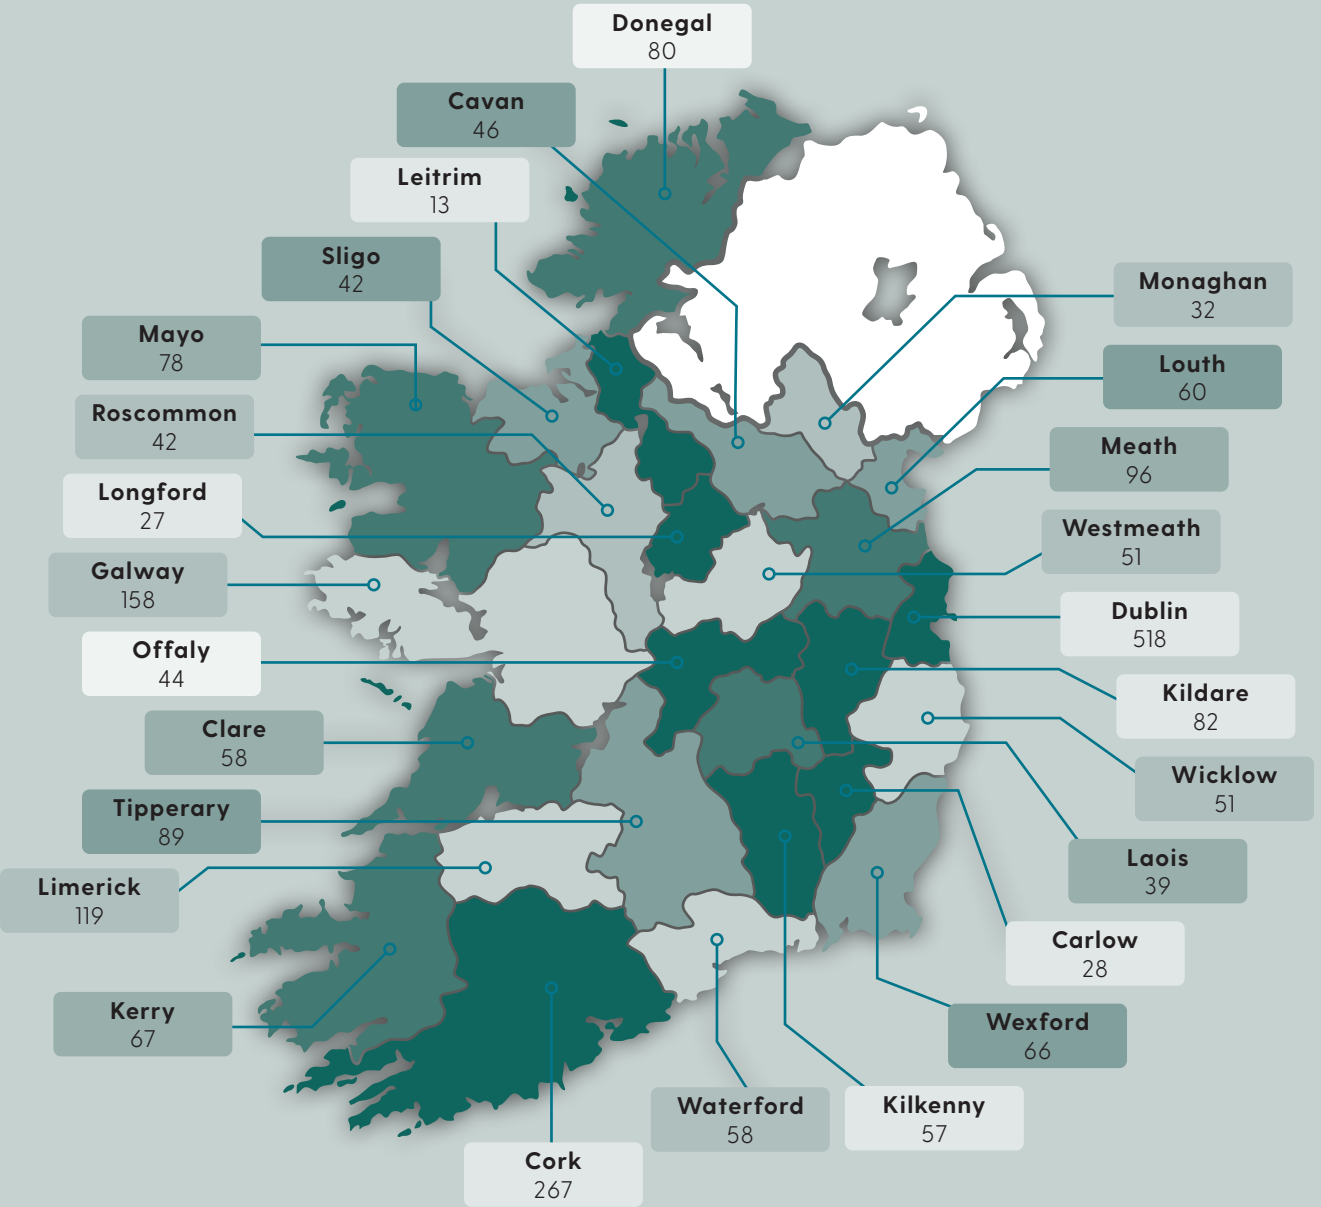 Donegal
80
Cavan
46
Leitrim
13
Sligo
42
Mayo
78
Roscommon
42
Longford
27
Galway
158
Offaly
44
Clare
58
Tipperary
89
Limerick
119
Kerry
67
Cork
267
Waterford
58
Kilkenny
57
Wexford
66
Carlow
28
Laois
39
Wicklow
51
Kildare
82
Dublin
518
Westmeath
51
Meath
96
Louth
60
Monaghan
32